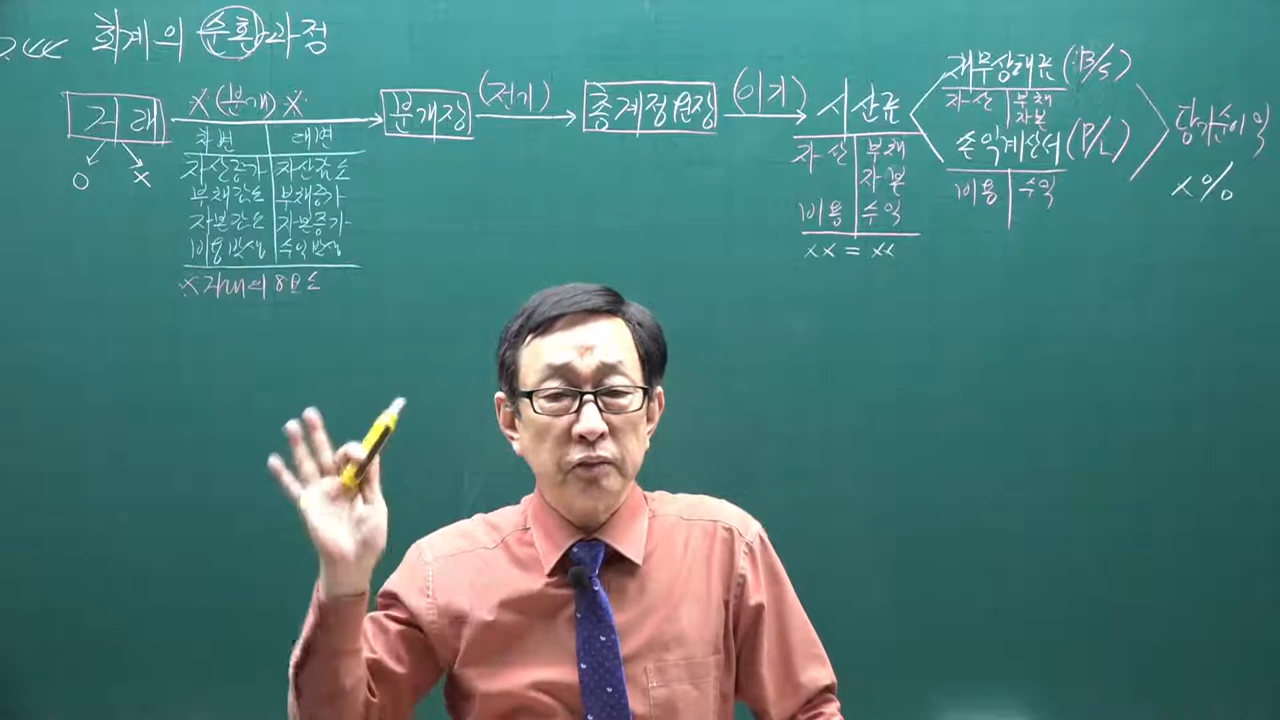 회계의 순환과정
거래
O X
※ (분개) ※
차변 대변
자산증가 자산감소
부채감소 부채증가
자본감소 자본증가
비용발생 수익발생
※거래의 8요소
분개장
(전기)
총계정원장
(이기)
시산표
자산 부채
자본
비용 수익
xx = xx
재무상태표 (B/S)
자산 부채
자본
손익계산서 (P/L)
비용 수익
당기순이익
x%